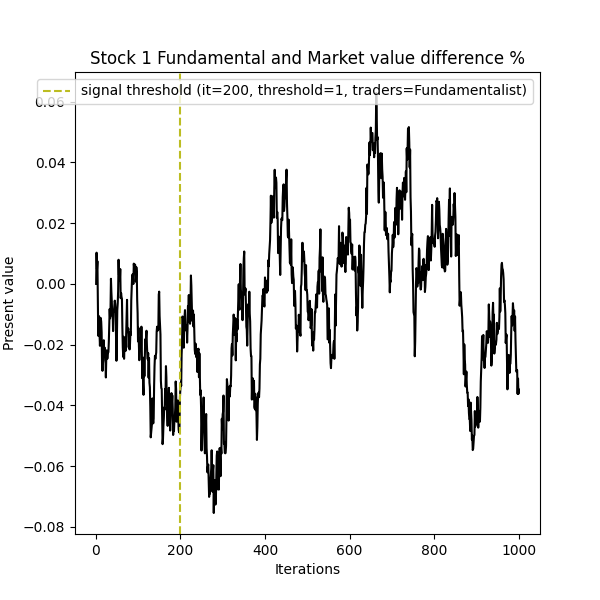 Stock 1 Fundamental and Market value difference %
signal threshold (it=200, threshold=1, traders=Fundamentalist)
0.06
0.04
0.02
0.00
−0.02
−0.04
−0.06
−0.08
Present value
0 200 400 600 800 1000
Iterations